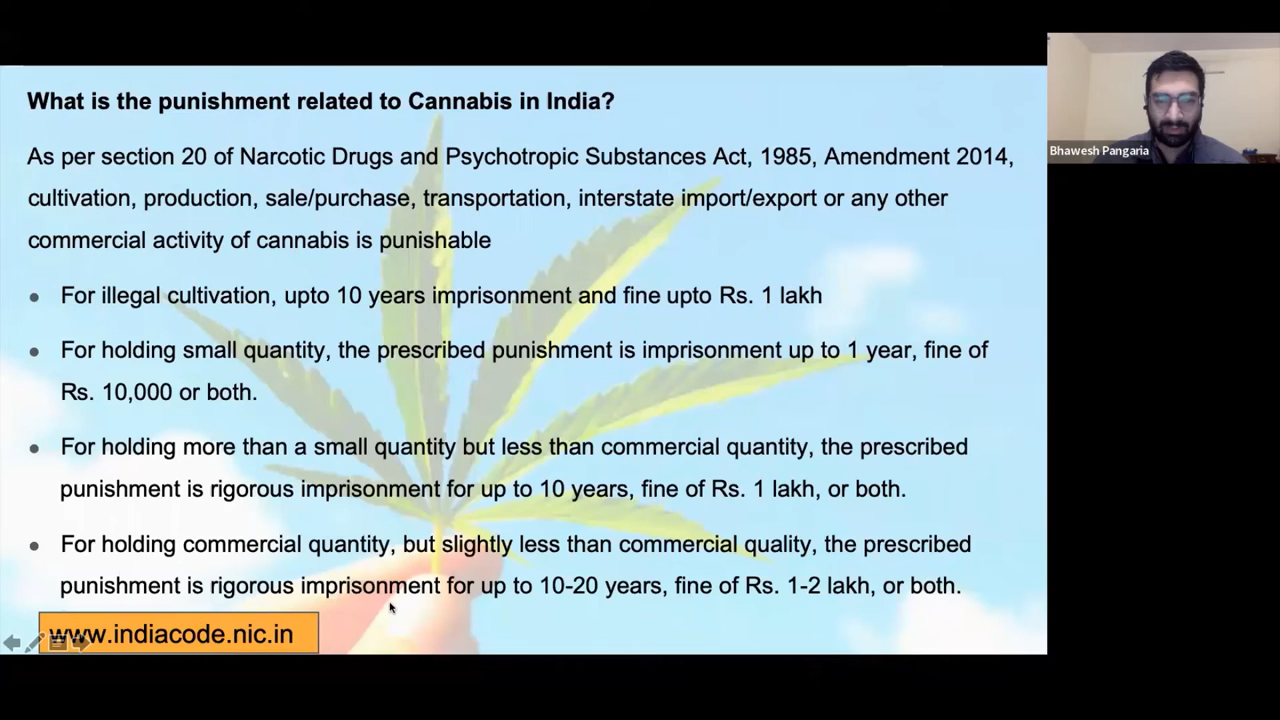 What is the punishment related to Cannabis in India?
As per section 20 of Narcotic Drugs and Psychotropic Substances Act, 1985, Amendment 2014,
cultivation, production, sale/purchase, transportation, interstate import/export or any other
commercial activity of cannabis is punishable
● For illegal cultivation, upto 10 years imprisonment and fine upto Rs. 1 lakh
● For holding small quantity, the prescribed punishment is imprisonment up to 1 year, fine of
Rs. 10,000 or both.
● For holding more than a small quantity but less than commercial quantity, the prescribed
punishment is rigorous imprisonment for up to 10 years, fine of Rs. 1 lakh, or both.
● For holding commercial quantity, but slightly less than commercial quality, the prescribed
punishment is rigorous imprisonment for up to 10-20 years, fine of Rs. 1-2 lakh, or both.
www.indiacode.nic.in
Bhawesh Pangaria